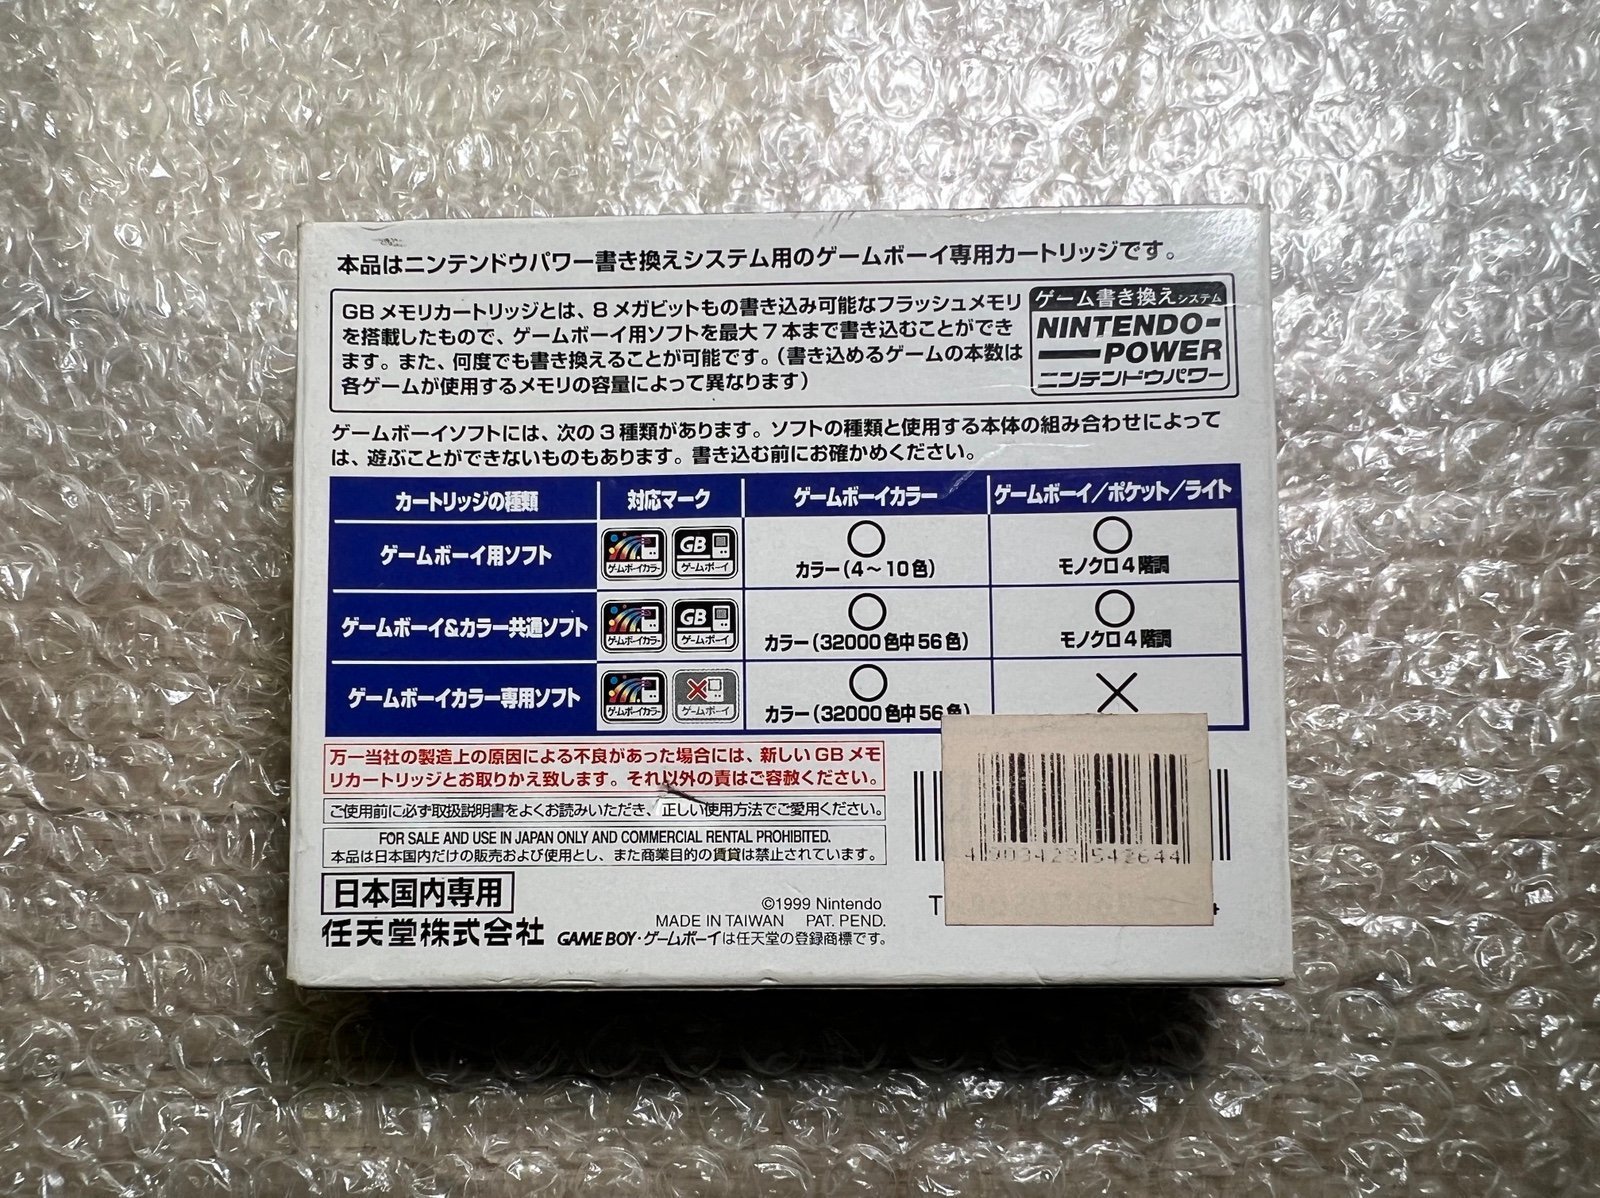 本品はニンテンドウパワー書き換えシステム用のゲームボーイ専用カートリッジです。
GBメモリカートリッジとは、8メガビットもの書き込み可能なフラッシュメモリ
を搭載したもので、ゲームボーイ用ソフトを最大7本まで書き込むことができ
ます。また、何度でも書き換えることが可能です。(書き込めるゲームの本数は
各ゲームが使用するメモリの容量によって異なります)
ゲーム書き換えシステム
NINTENDO-
POWER
ニンテンドウパワー
ゲームボーイソフトには、次の3種類があります。ソフトの種類と使用する本体の組み合わせによって
は、遊ぶことができないものもあります。書き込む前にお確かめください。
カートリッジの種類 対応マーク ゲームボーイカラー ゲームボーイ/ポケット/ライト
ゲームボーイ用ソフト ゲームボーイカラー GB ゲームボーイ ○ カラー(4〜10色) ○ モノクロ4階調
ゲームボーイ&カラー共通ソフト ゲームボーイカラー GB ゲームボーイ ○ カラー(32000色中56色) ○ モノクロ4階調
ゲームボーイカラー専用ソフト ゲームボーイカラー ゲームボーイ ○ カラー(32000色中56色) ×
万一当社の製造上の原因による不良があった場合には、新しいGBメモ
リカートリッジとお取りかえ致します。それ以外の責はご容赦ください。
ご使用前に必ず取扱説明書をよくお読みいただき、正しい使用方法でご愛用ください。
FOR SALE AND USE IN JAPAN ONLY AND COMMERCIAL RENTAL PROHIBITED.
本品は日本国内だけの販売および使用とし、また商業目的の賃貸は禁止されています。
日本国内専用
任天堂株式会社
©1999 Nintendo
MADE IN TAIWAN PAT. PEND.
GAME BOY・ゲームボーイは任天堂の登録商標です。
T